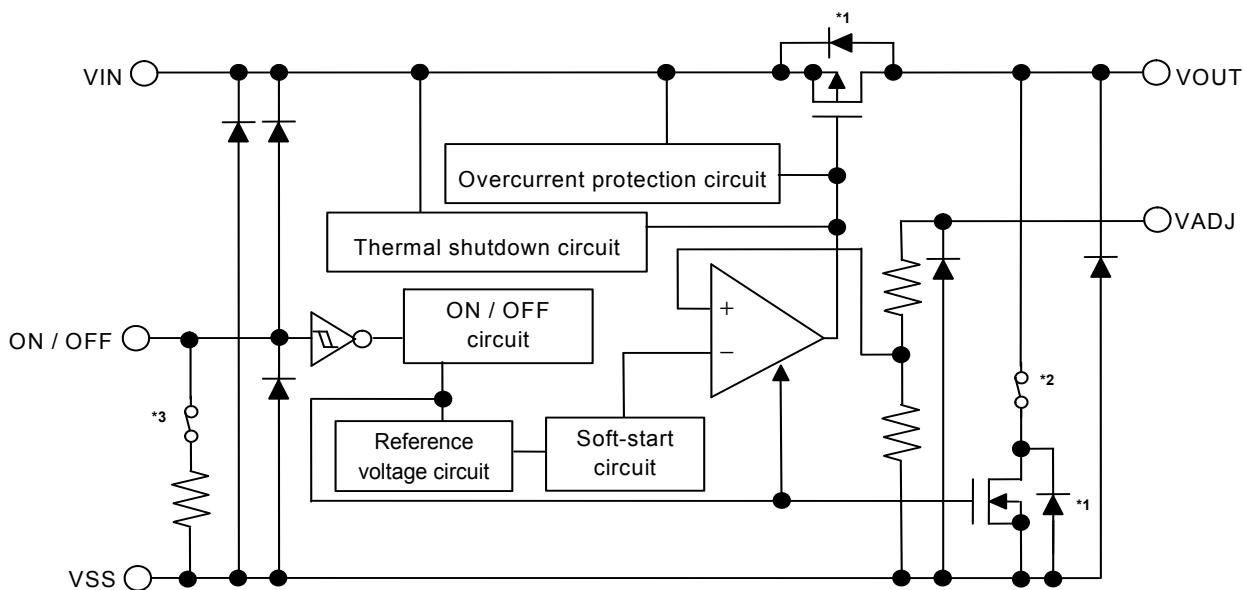 *1
VIN
VOUT
Overcurrent protection circuit
VADJ
Thermal shutdown circuit
+
−
ON / OFF
ON / OFF
circuit
*2
*3
Reference
voltage circuit
Soft-start
circuit
*1
VSS